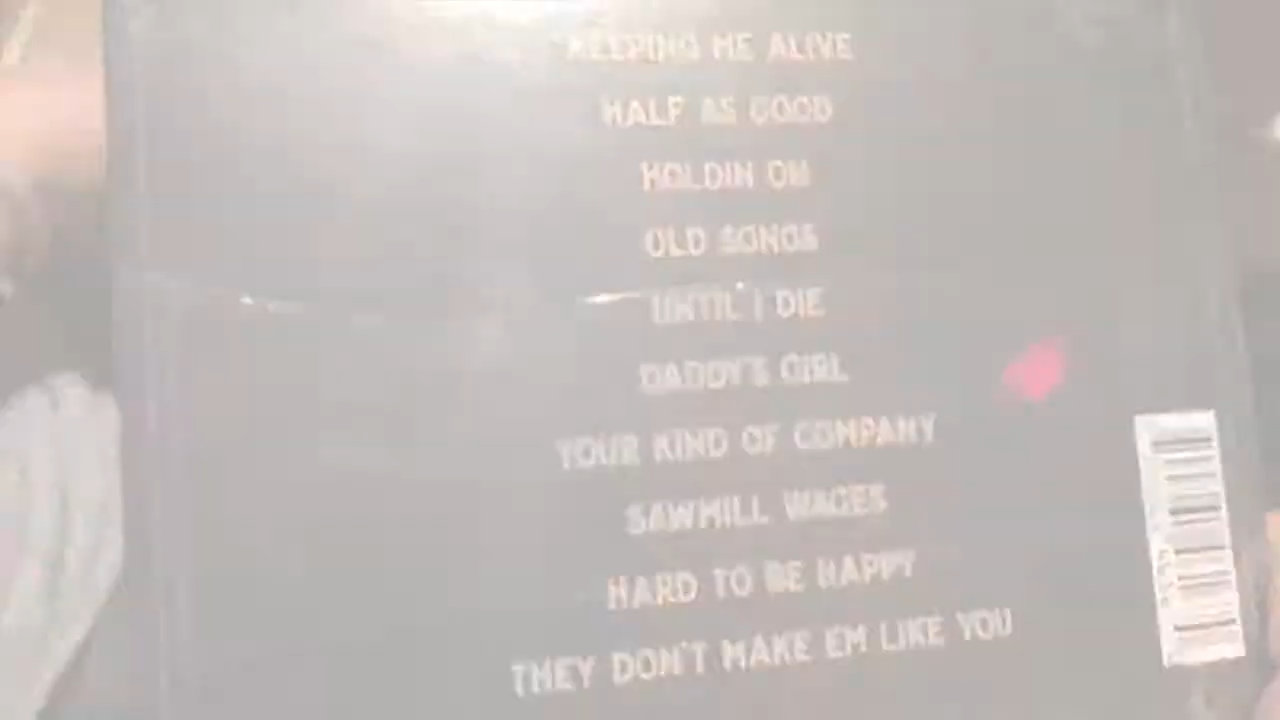 KEEPING ME ALIVE
HALF AS GOOD
HOLDIN ON
OLD SONGS
UNTIL I DIE
DADDY'S GIRL
YOUR KIND OF COMPANY
SAWMILL WAGES
HARD TO BE HAPPY
THEY DON'T MAKE EM LIKE YOU